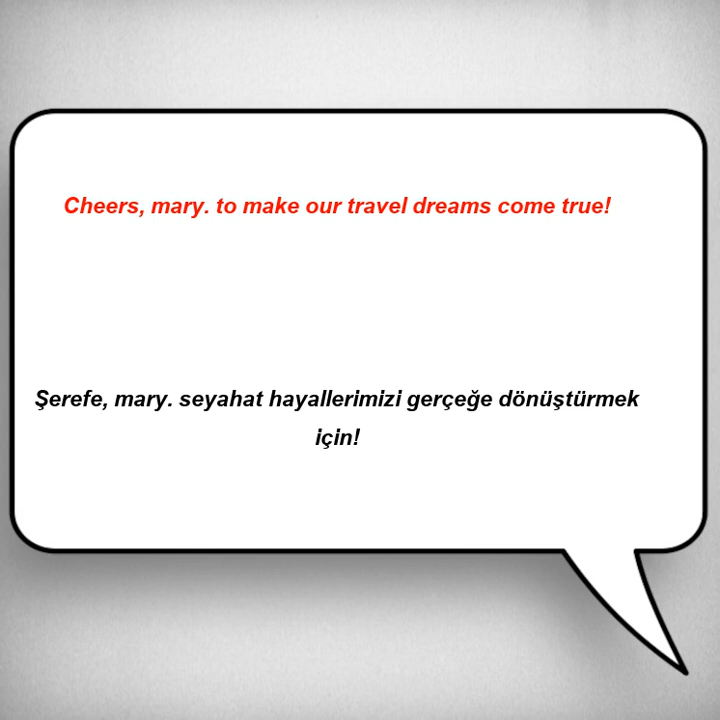 Cheers, mary. to make our travel dreams come true!
Şerefe, mary. seyahat hayallerimizi gerçeğe dönüştürmek
için!